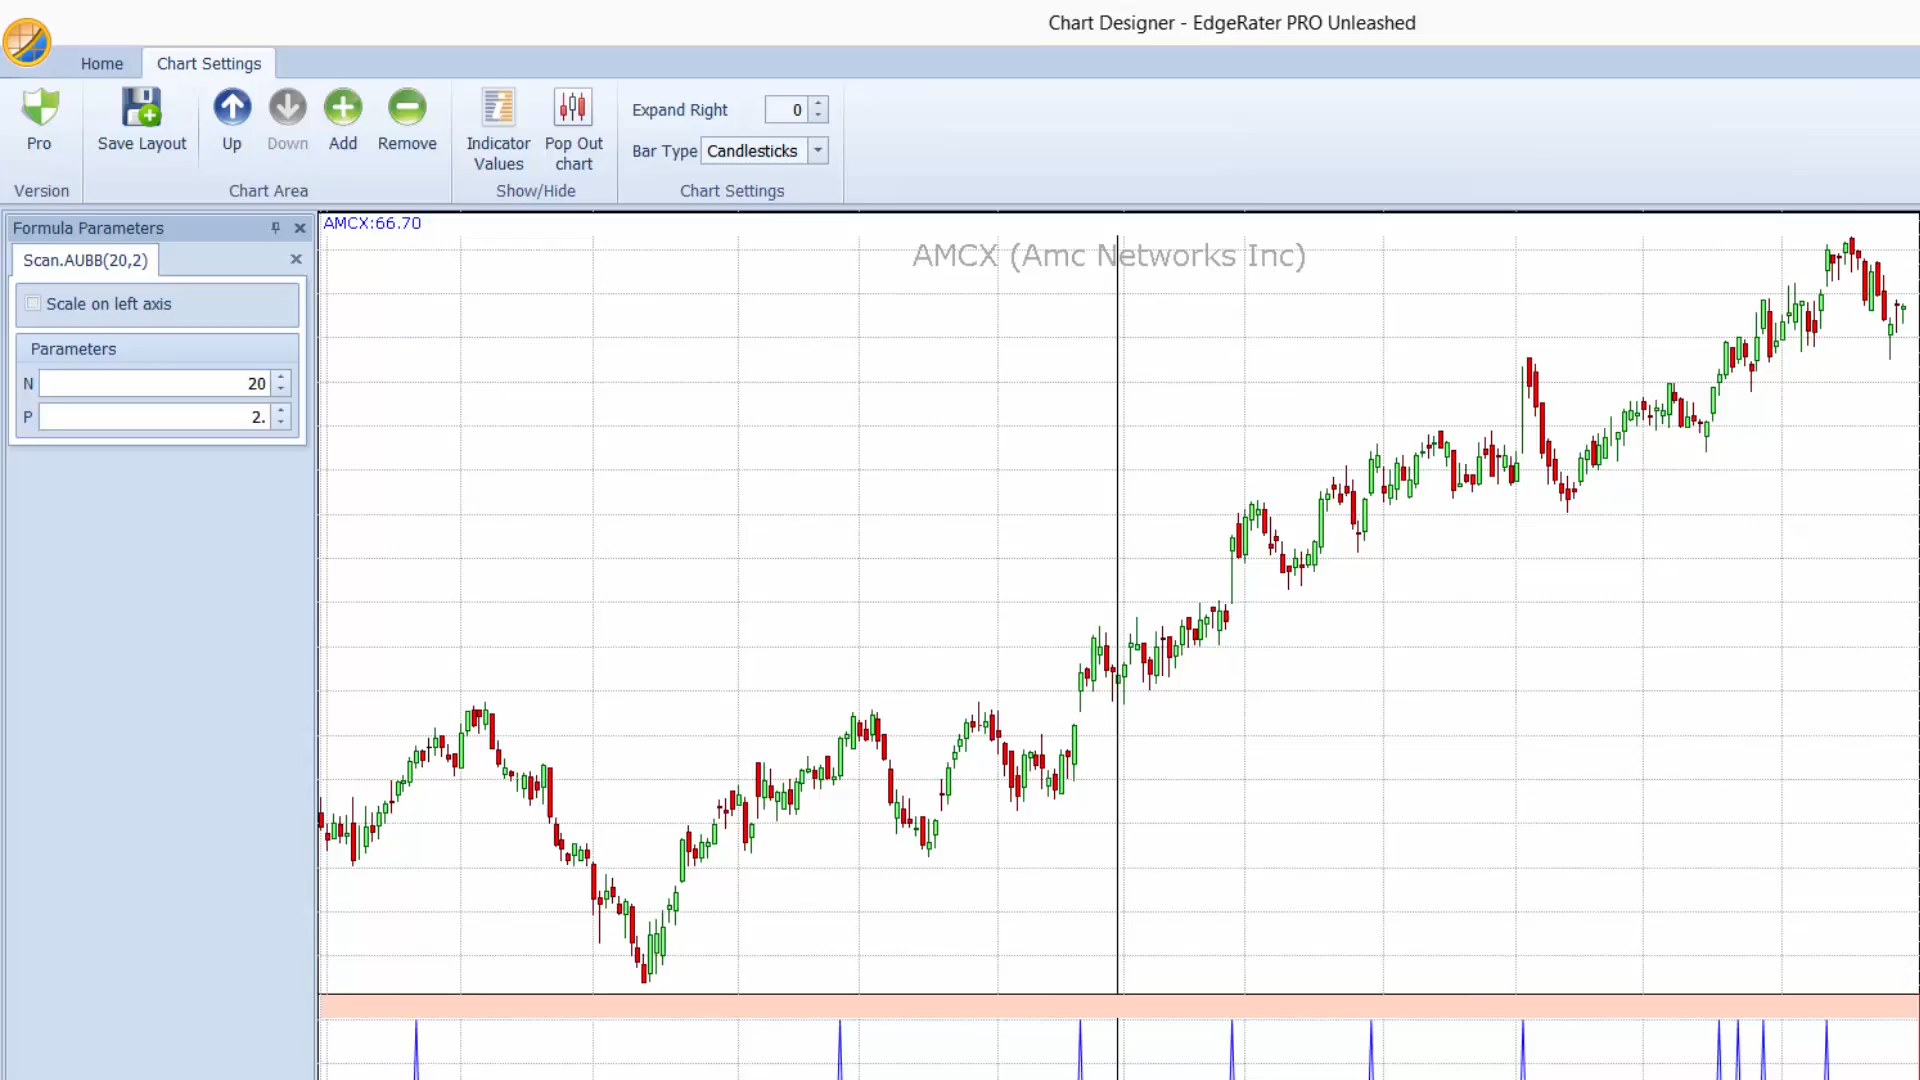 Chart Designer - EdgeRater PRO Unleashed
Home
Chart Settings
Pro
Save Layout
Up
Down
Add
Remove
Indicator Values
Pop Out chart
Expand Right
0
Bar Type
Candlesticks
Version
Chart Area
Show/Hide
Chart Settings
Formula Parameters
AMCX:66.70
Scan.AUBB(20,2)
AMCX (Amc Networks Inc)
Scale on left axis
Parameters
N
20
P
2.